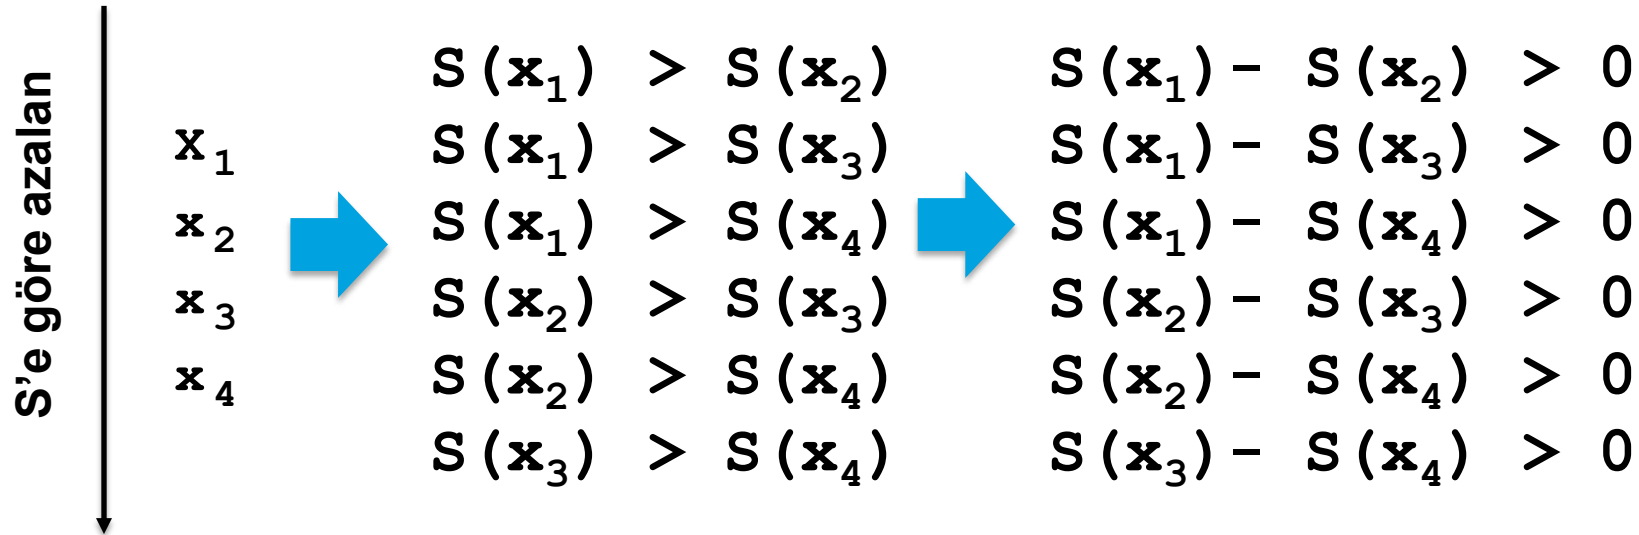 S'e göre azalan
x₁
x₂
x₃
x₄
S(x₁) > S(x₂)
S(x₁) > S(x₃)
S(x₁) > S(x₄)
S(x₂) > S(x₃)
S(x₂) > S(x₄)
S(x₃) > S(x₄)
S(x₁)- S(x₂) > 0
S(x₁)- S(x₃) > 0
S(x₁)- S(x₄) > 0
S(x₂)- S(x₃) > 0
S(x₂)- S(x₄) > 0
S(x₃)- S(x₄) > 0